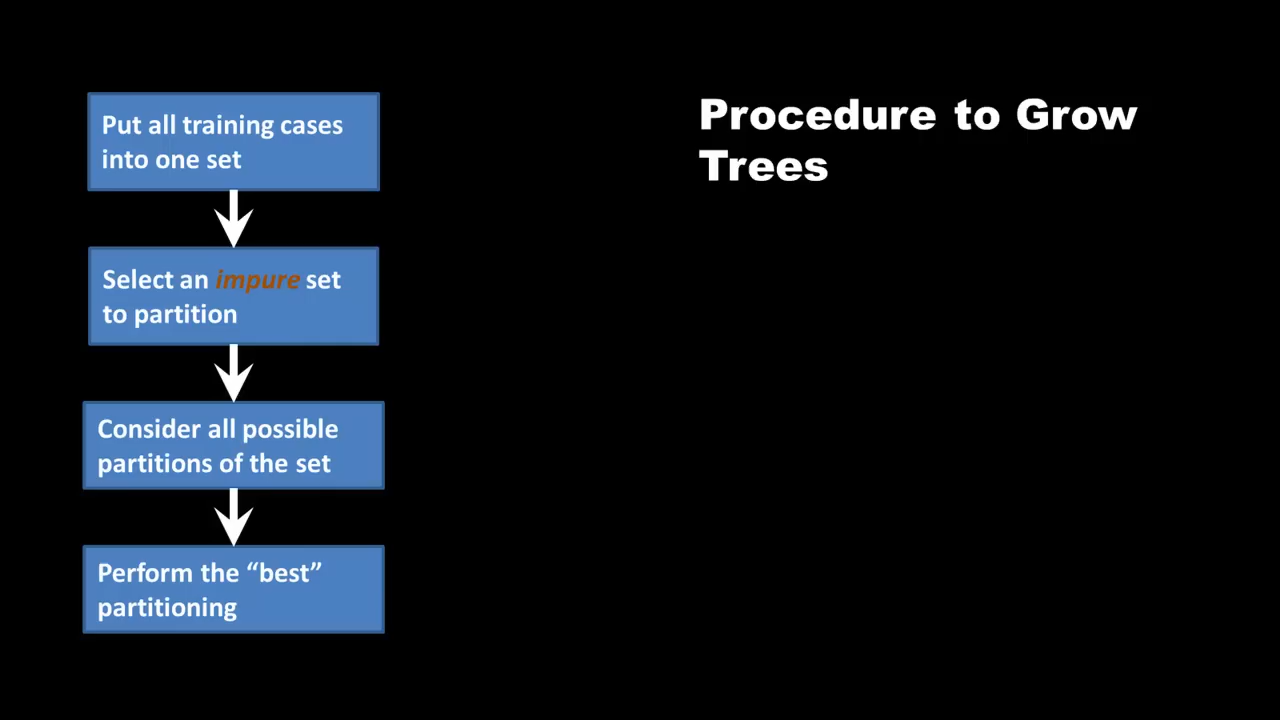 Procedure to Grow
Trees
Put all training cases
into one set
Select an impure set
to partition
Consider all possible
partitions of the set
Perform the “best”
partitioning